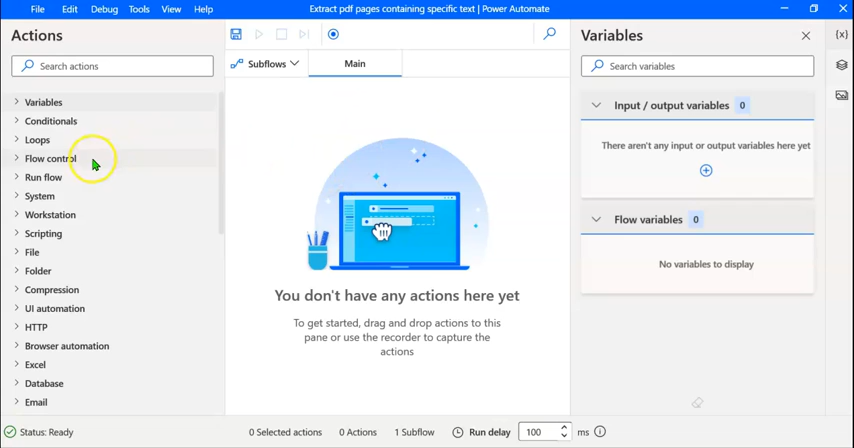 File Edit Debug Tools View Help
Extract pdf pages containing specific text | Power Automate
Actions
Search actions
Variables
Conditionals
Loops
Flow control
Run flow
System
Workstation
Scripting
File
Folder
Compression
UI automation
HTTP
Browser automation
Excel
Database
Email
Subflows
Main
You don't have any actions here yet
To get started, drag and drop actions to this
pane or use the recorder to capture the
actions
Variables
{x}
Search variables
Input / output variables 0
There aren't any input or output variables here yet
Flow variables 0
No variables to display
Status: Ready
0 Selected actions
0 Actions
1 Subflow
Run delay
100
ms